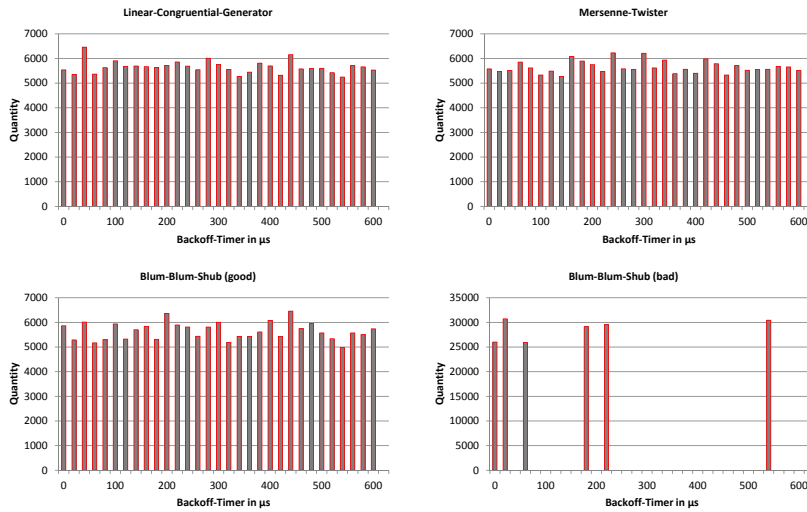 Linear-Congruential-Generator
Quantity
7000
6000
5000
4000
3000
2000
1000
0
0 100 200 300 400 500 600
Backoff-Timer in µs
Mersenne-Twister
Quantity
7000
6000
5000
4000
3000
2000
1000
0
0 100 200 300 400 500 600
Backoff-Timer in µs
Blum-Blum-Shub (good)
Quantity
7000
6000
5000
4000
3000
2000
1000
0
0 100 200 300 400 500 600
Backoff-Timer in µs
Blum-Blum-Shub (bad)
Quantity
35000
30000
25000
20000
15000
10000
5000
0
0 100 200 300 400 500 600
Backoff-Timer in µs